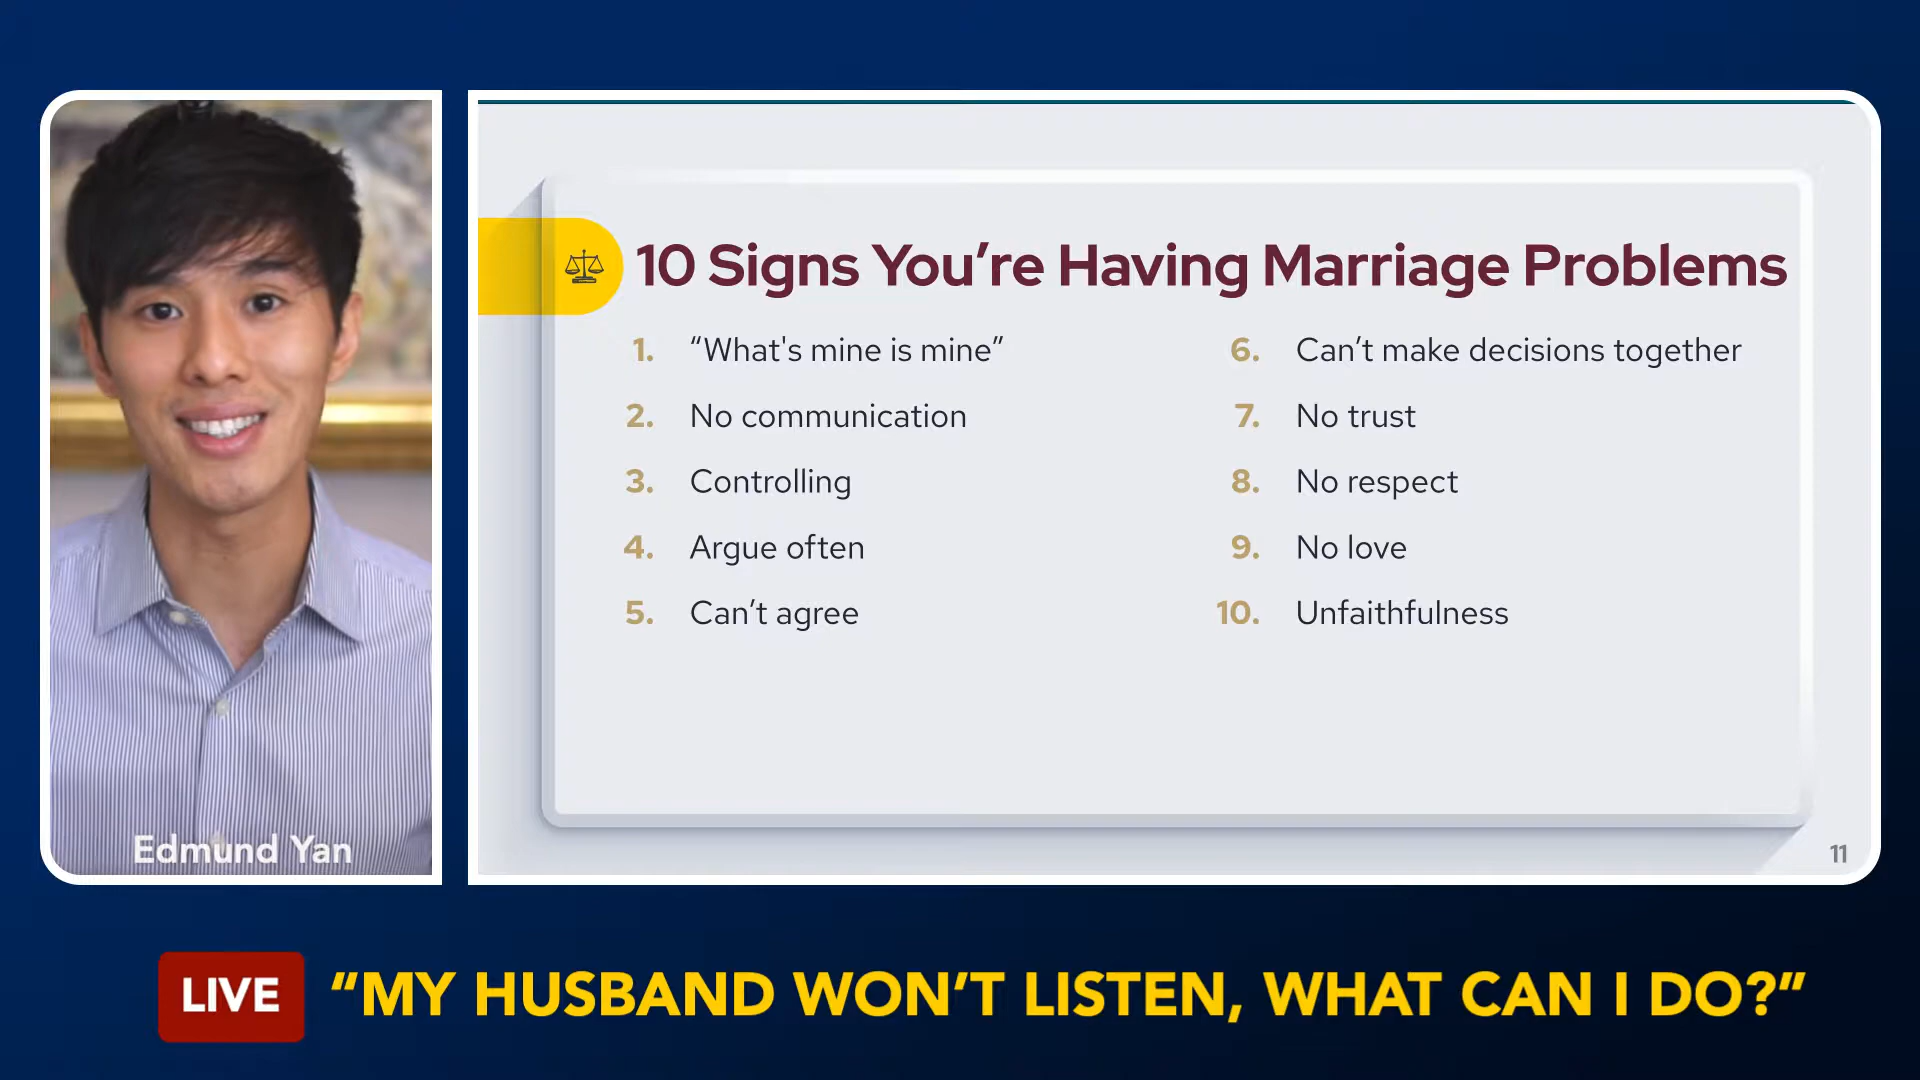 Edmund Yan
10 Signs You’re Having Marriage Problems
1. “What's mine is mine”
2. No communication
3. Controlling
4. Argue often
5. Can’t agree
6. Can’t make decisions together
7. No trust
8. No respect
9. No love
10. Unfaithfulness
11
LIVE “MY HUSBAND WON’T LISTEN, WHAT CAN I DO?”